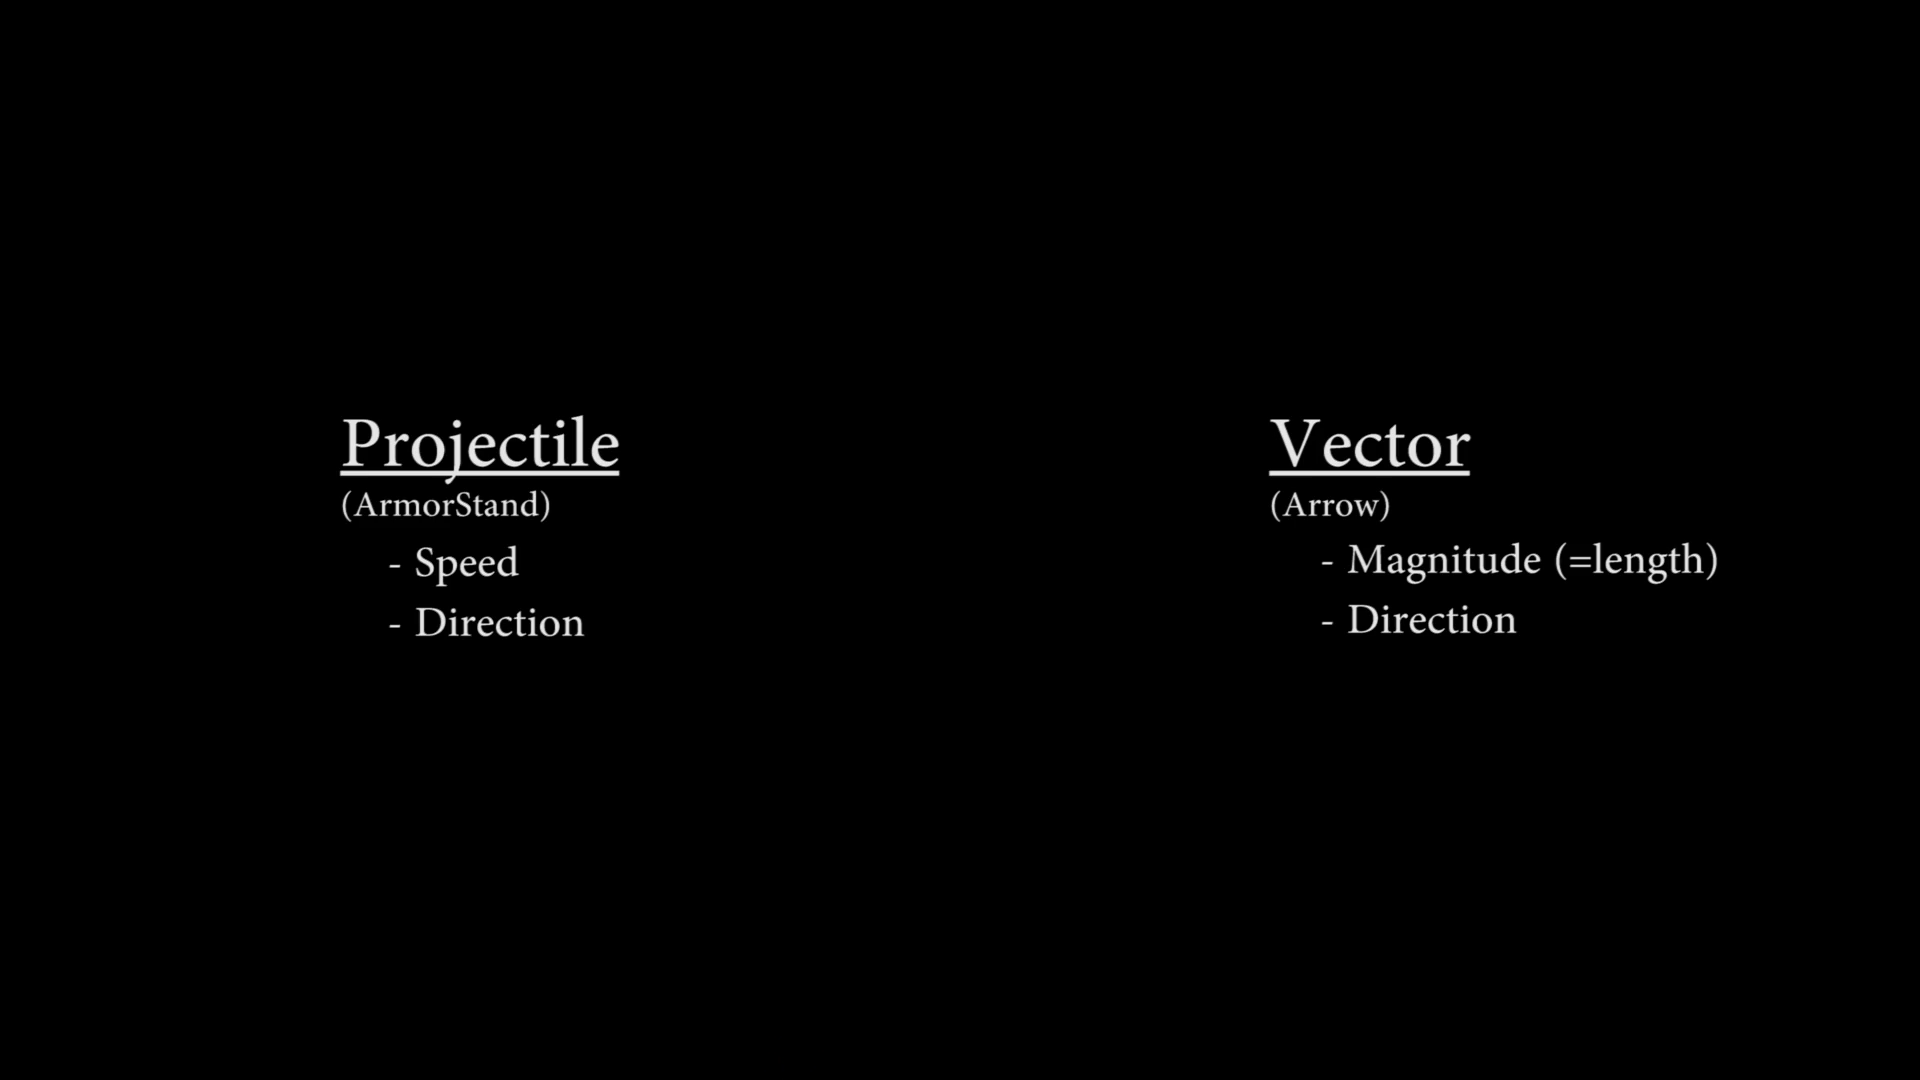 Projectile
(ArmorStand)
- Speed
- Direction
Vector
(Arrow)
- Magnitude (=length)
- Direction